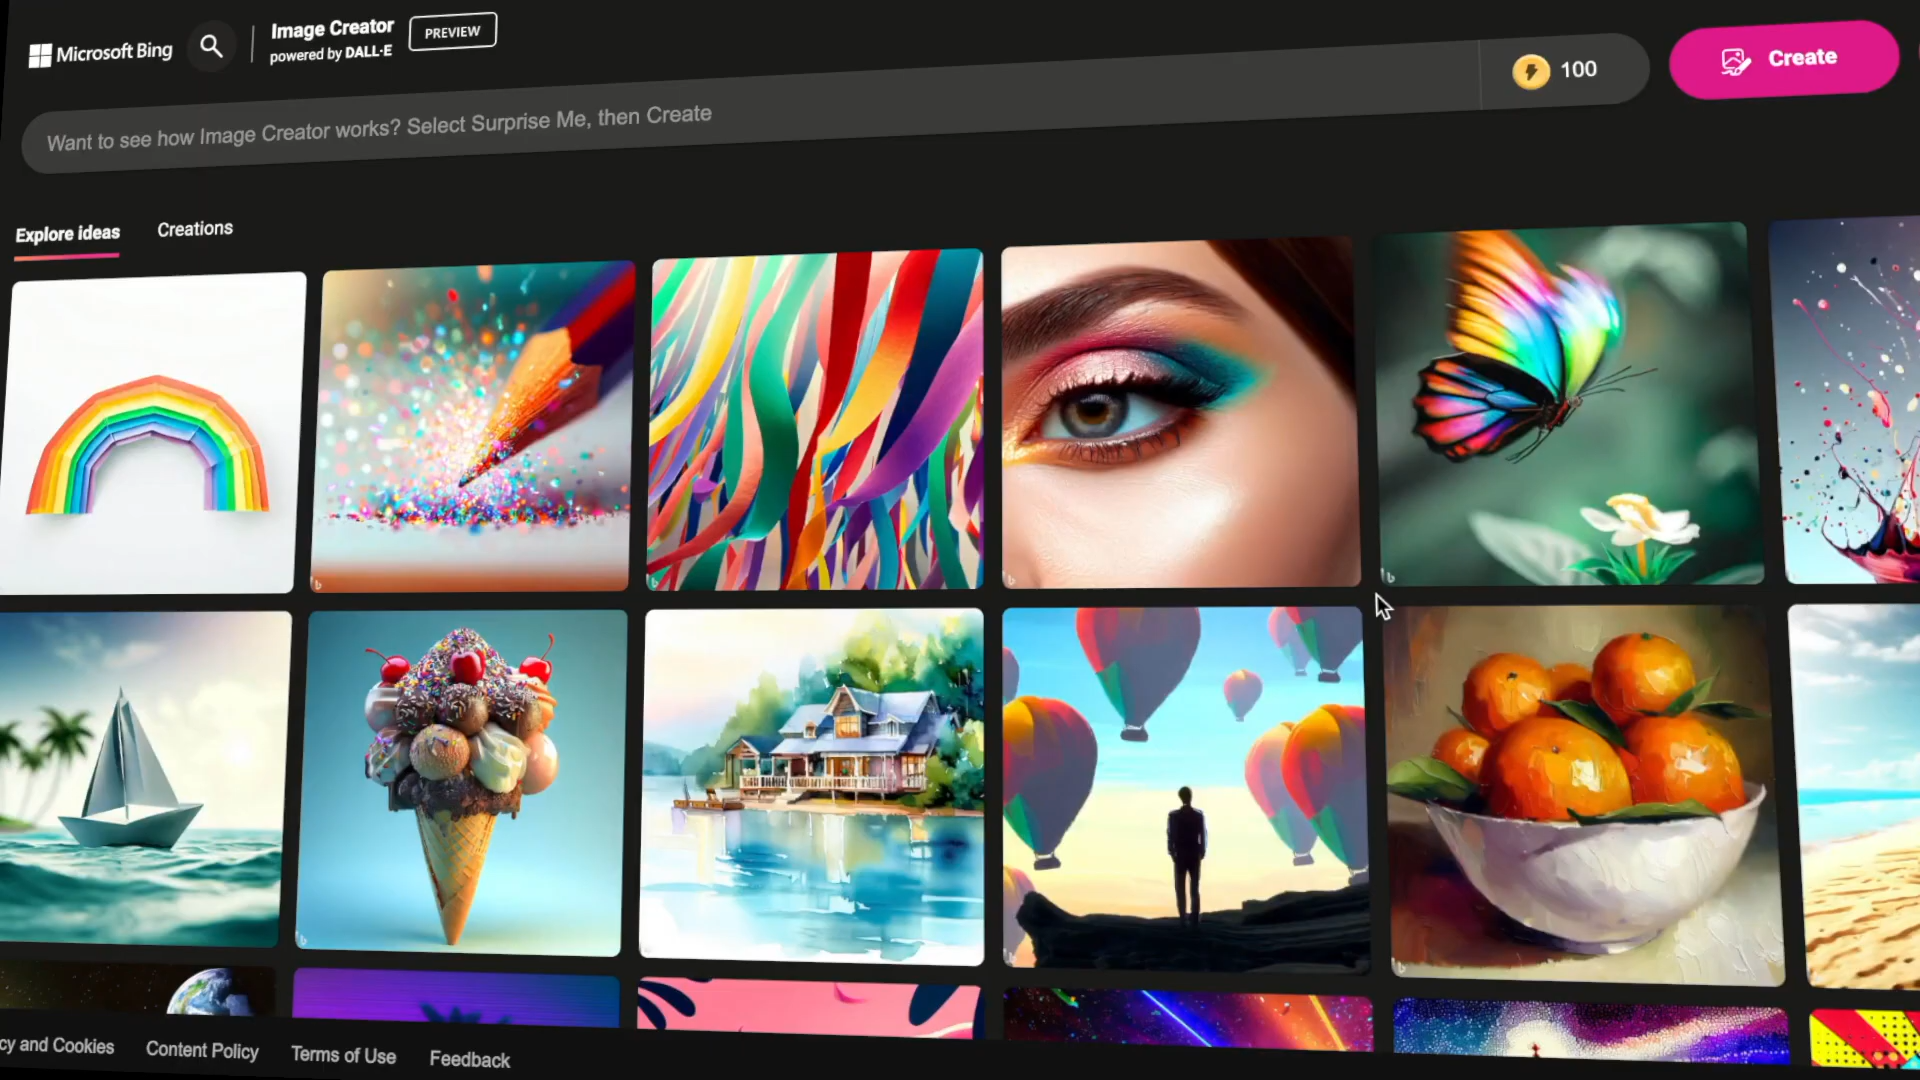 Microsoft Bing
Image Creator
powered by DALL·E
PREVIEW
Want to see how Image Creator works? Select Surprise Me, then Create
100
Create
Explore ideas
Creations
cy and Cookies
Content Policy
Terms of Use
Feedback